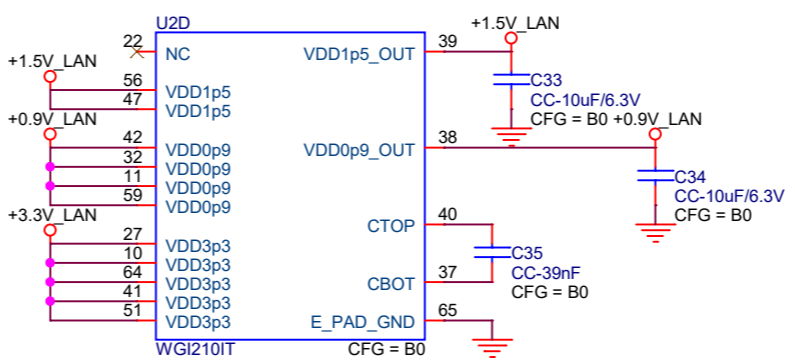 U2D
+1.5V_LAN
22
NC
VDD1p5_OUT
39
+1.5V_LAN
C33
CC-10uF/6.3V
CFG = B0
56
VDD1p5
47
VDD1p5
+0.9V_LAN
42
VDD0p9
32
VDD0p9
11
VDD0p9
59
VDD0p9
VDD0p9_OUT
38
+0.9V_LAN
C34
CC-10uF/6.3V
CFG = B0
+3.3V_LAN
27
VDD3p3
10
VDD3p3
64
VDD3p3
41
VDD3p3
51
VDD3p3
CTOP
40
C35
CC-39nF
CFG = B0
CBOT
37
E_PAD_GND
65
WGI210IT
CFG = B0